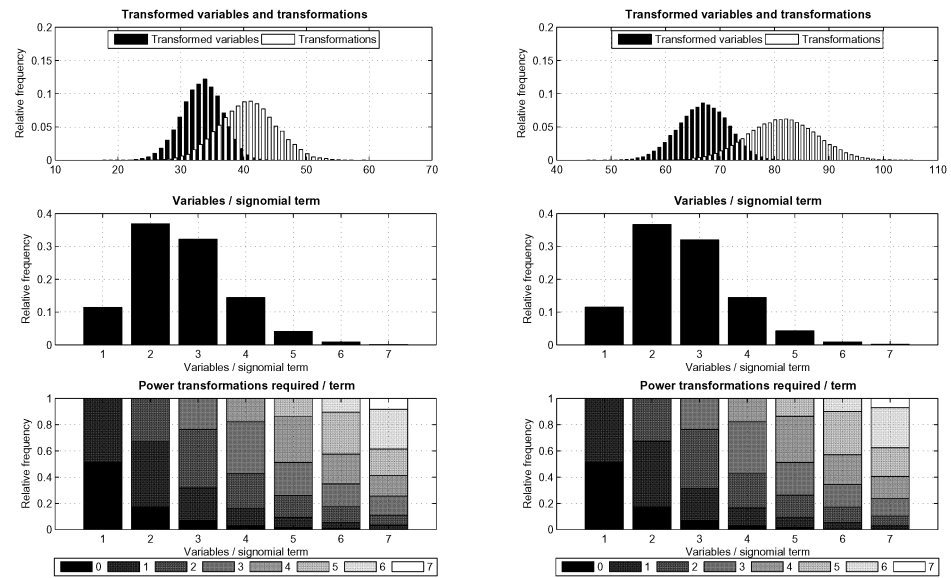 Transformed variables and transformations
Relative frequency
0.2
0.15
0.1
0.05
0
Transformed variables Transformations
10 20 30 40 50 60 70
Variables / signomial term
Relative frequency
0.4
0.3
0.2
0.1
0
1 2 3 4 5 6 7
Variables / signomial term
Power transformations required / term
Relative frequency
1
0.8
0.6
0.4
0.2
0
1 2 3 4 5 6 7
Variables / signomial term
0 1 2 3 4 5 6 7
Transformed variables and transformations
Relative frequency
0.2
0.15
0.1
0.05
0
Transformed variables Transformations
40 50 60 70 80 90 100 110
Variables / signomial term
Relative frequency
0.4
0.3
0.2
0.1
0
1 2 3 4 5 6 7
Variables / signomial term
Power transformations required / term
Relative frequency
1
0.8
0.6
0.4
0.2
0
1 2 3 4 5 6 7
Variables / signomial term
0 1 2 3 4 5 6 7